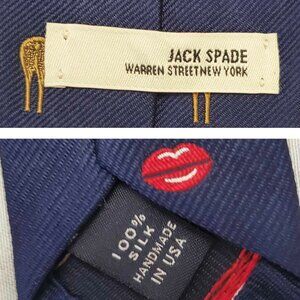 JACK SPADE
WARREN STREETNEW YORK
100%
SILK
HANDMADE
IN USA